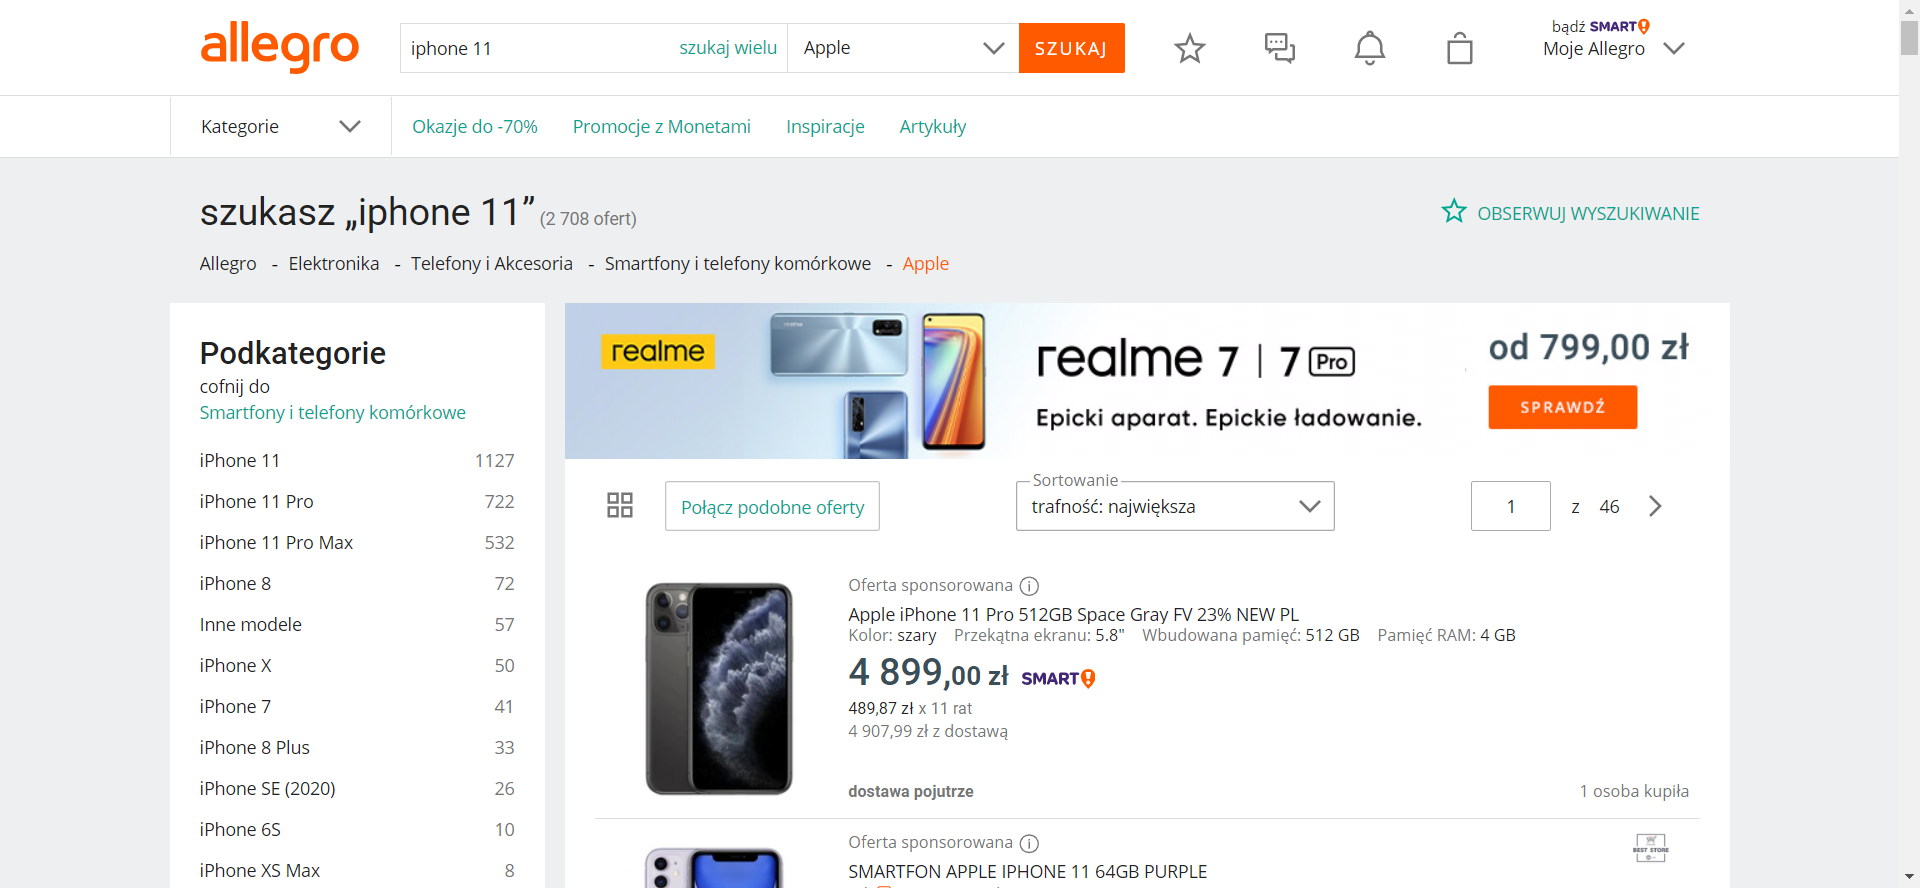 allegro
iphone 11 szukaj wielu Apple SZUKAJ
bądź SMART!
Moje Allegro
Kategorie Okazje do -70% Promocje z Monetami Inspiracje Artykuły
szukasz „iphone 11” (2 708 ofert)
OBSERWUJ WYSZUKIWANIE
Allegro - Elektronika - Telefony i Akcesoria - Smartfony i telefony komórkowe - Apple
Podkategorie
cofnij do
Smartfony i telefony komórkowe
iPhone 11 1127
iPhone 11 Pro 722
iPhone 11 Pro Max 532
iPhone 8 72
Inne modele 57
iPhone X 50
iPhone 7 41
iPhone 8 Plus 33
iPhone SE (2020) 26
iPhone 6S 10
iPhone XS Max 8
realme
realme 7 | 7 Pro
Epicki aparat. Epickie ładowanie.
od 799,00 zł
SPRAWDŹ
Połącz podobne oferty
Sortowanie
trafność: największa
1 z 46
Oferta sponsorowana
Apple iPhone 11 Pro 512GB Space Gray FV 23% NEW PL
Kolor: szary Przekątna ekranu: 5.8" Wbudowana pamięć: 512 GB Pamięć RAM: 4 GB
4 899,00 zł SMART!
489,87 zł x 11 rat
4 907,99 zł z dostawą
dostawa pojutrze
1 osoba kupiła
Oferta sponsorowana
BEST STORE
SMARTFON APPLE IPHONE 11 64GB PURPLE